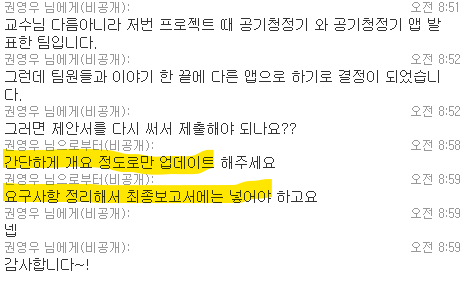 권영우 님에게(비공개): 오전 8:51
교수님 다름아니라 저번 프로젝트 때 공기청정기 와 공기청정기 앱 발
표한 팀입니다.
권영우 님에게(비공개): 오전 8:52
그런데 팀원들과 이야기 한 끝에 다른 앱으로 하기로 결정이 되었습니
다.
권영우 님에게(비공개): 오전 8:52
그러면 제안서를 다시 써서 제출해야 되나요??
권영우 님으로부터(비공개): 오전 8:58
간단하게 개요 정도로만 업데이트 해주세요
권영우 님으로부터(비공개): 오전 8:59
요구사항 정리해서 최종보고서에는 넣어야 하고요
권영우 님에게(비공개): 오전 8:59
넵
권영우 님에게(비공개): 오전 8:59
감사합니다~!